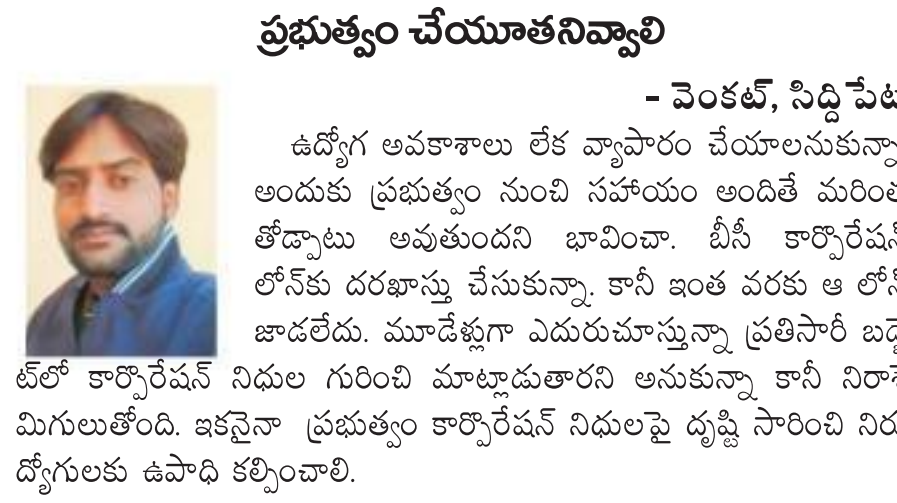 ప్రభుత్వం చేయూతనివ్వాలి
- వెంకట్, సిద్దిపేట
ఉద్యోగ అవకాశాలు లేక వ్యాపారం చేయాలనుకున్నా
అందుకు ప్రభుత్వం నుంచి సహాయం అందితే మరింత
తోడ్పాటు అవుతుందని భావించా. బీసీ కార్పొరేషన్
లోన్‌కు దరఖాస్తు చేసుకున్నా. కానీ ఇంత వరకు ఆ లోన్
జాడలేదు. మూడేళ్లుగా ఎదురుచూస్తున్నా ప్రతిసారీ బడ్జె
ట్‌లో కార్పొరేషన్ నిధుల గురించి మాట్లాడుతారని అనుకున్నా కానీ నిరాశే
మిగులుతోంది. ఇకనైనా ప్రభుత్వం కార్పొరేషన్ నిధులపై దృష్టి సారించి నిరు
ద్యోగులకు ఉపాధి కల్పించాలి.